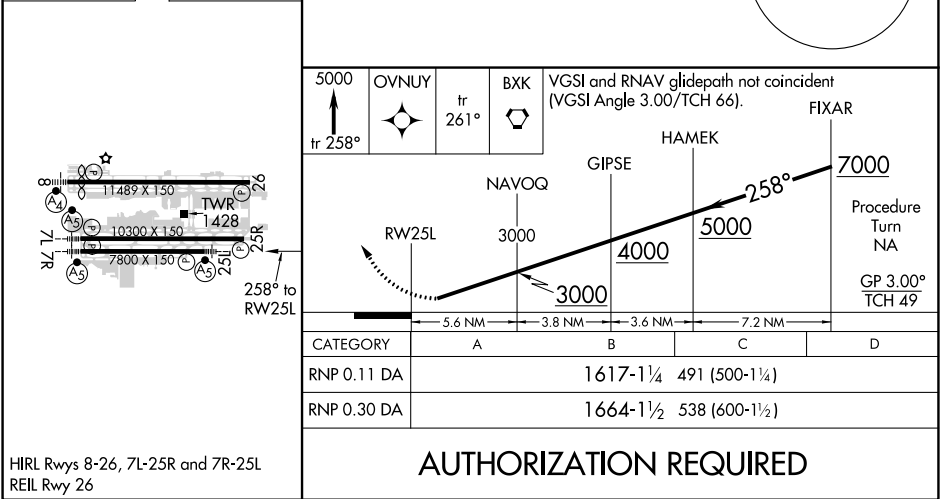 5000
tr 258°
OVNUY
tr
261°
BXK
VGSI and RNAV glidepath not coincident
(VGSI Angle 3.00/TCH 66).
FIXAR
HAMEK
GIPSE
NAVOQ
RW25L
3000
258°
7000
5000
4000
3000
Procedure
Turn
NA
GP 3.00°
TCH 49
5.6 NM
3.8 NM
3.6 NM
7.2 NM
CATEGORY A B C D
RNP 0.11 DA 1617-1¼ 491 (500-1¼)
RNP 0.30 DA 1664-1½ 538 (600-1½)
AUTHORIZATION REQUIRED
P
8
11489 X 150
26
A4
P
TWR
1428
A5
P
7L
10300 X 150
25R
P
P
7R
7800 X 150
25L
P
A5
A5
258° to
RW25L
HIRL Rwys 8-26, 7L-25R and 7R-25L
REIL Rwy 26